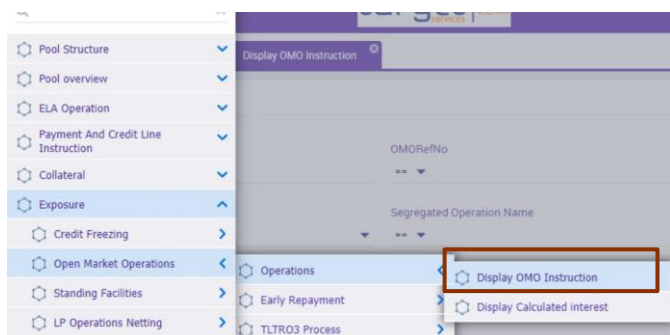 services
Pool Structure
Display OMO Instruction
Pool overview
ELA Operation
Payment And Credit Line
Instruction
OMORefNo
==
Collateral
Exposure
Segregated Operation Name
==
Credit Freezing
Open Market Operations
Operations
Display OMO Instruction
Standing Facilities
Early Repayment
Display Calculated interest
LP Operations Netting
TLTRO3 Process